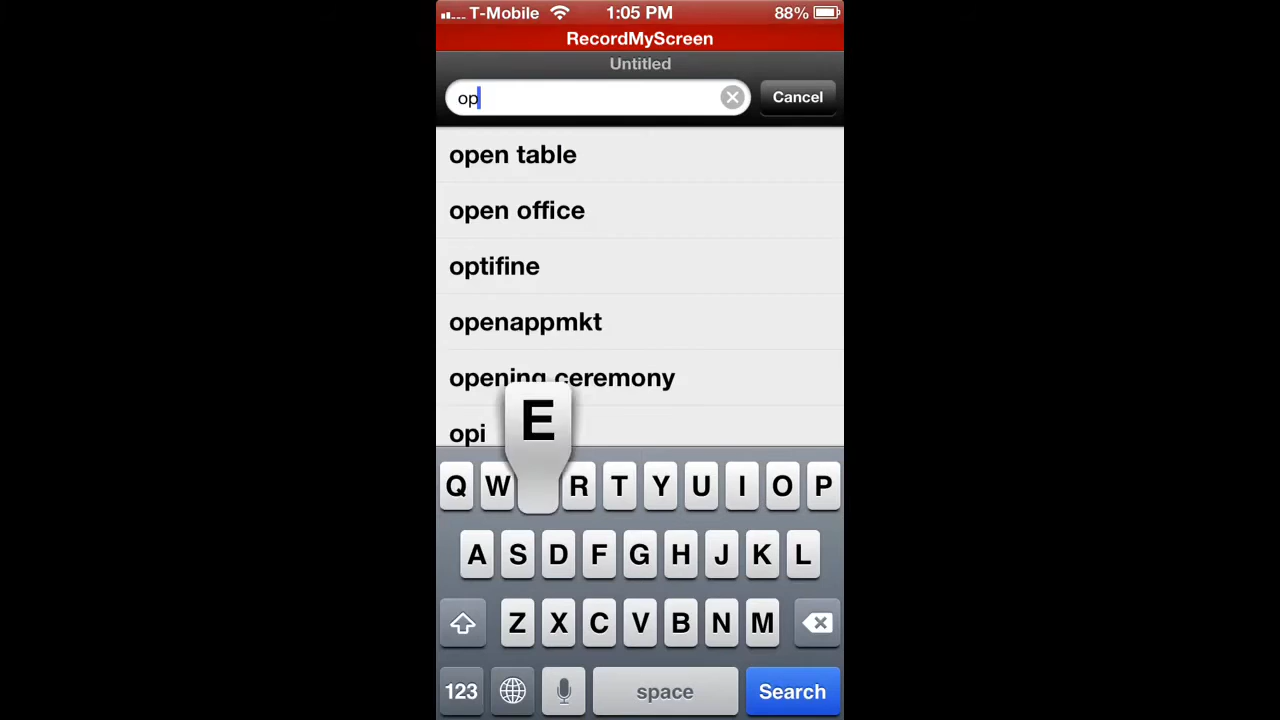 T-Mobile 1:05 PM 88%
RecordMyScreen
Untitled
op Cancel
open table
open office
optifine
openappmkt
opening ceremony
opi
E
Q W R T Y U I O P
A S D F G H J K L
Z X C V B N M
123 space Search